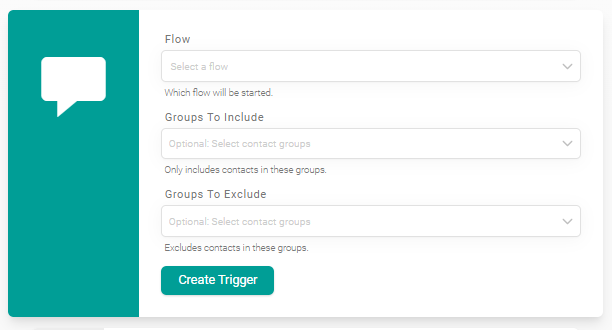 Flow
Select a flow
Which flow will be started.
Groups To Include
Optional: Select contact groups
Only includes contacts in these groups.
Groups To Exclude
Optional: Select contact groups
Excludes contacts in these groups.
Create Trigger